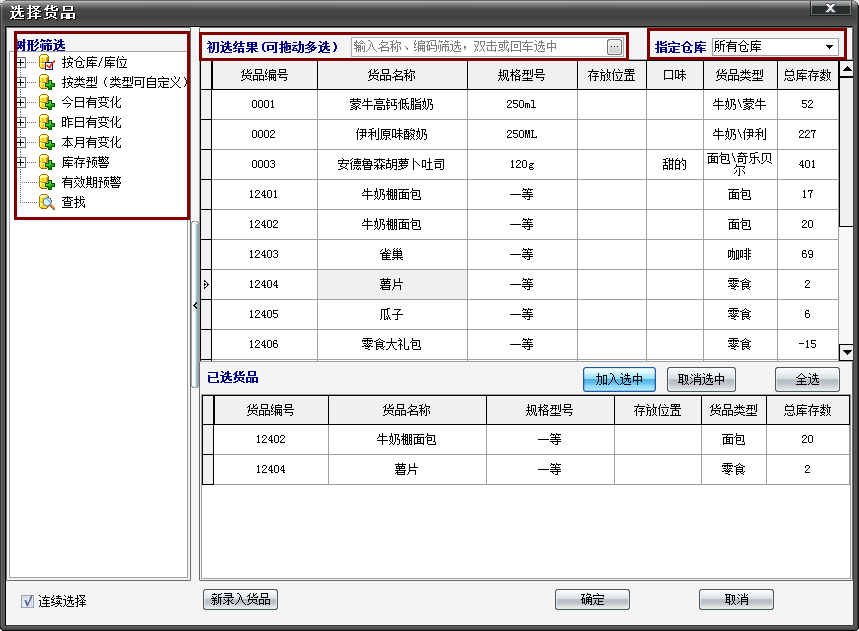 选择货品
树形筛选
按仓库/库位
按类型（类型可自定义）
今日有变化
昨日有变化
本月有变化
库存预警
有效期预警
查找
初选结果(可拖动多选) 输入名称、编码筛选，双击或回车选中 指定仓库 所有仓库
货品编号 货品名称 规格型号 存放位置 口味 货品类型 总库存数
0001 蒙牛高钙低脂奶 250ml 牛奶\蒙牛 52
0002 伊利原味酸奶 250ML 牛奶\伊利 227
0003 安德鲁森胡萝卜吐司 120g 甜的 面包\奇乐贝尔 401
12401 牛奶棚面包 一等 面包 17
12402 牛奶棚面包 一等 面包 20
12403 雀巢 一等 咖啡 69
12404 薯片 一等 零食 2
12405 瓜子 一等 零食 6
12406 零食大礼包 一等 零食 -15
已选货品 加入选中 取消选中 全选
货品编号 货品名称 规格型号 存放位置 货品类型 总库存数
12402 牛奶棚面包 一等 面包 20
12404 薯片 一等 零食 2
连续选择 新录入货品 确定 取消